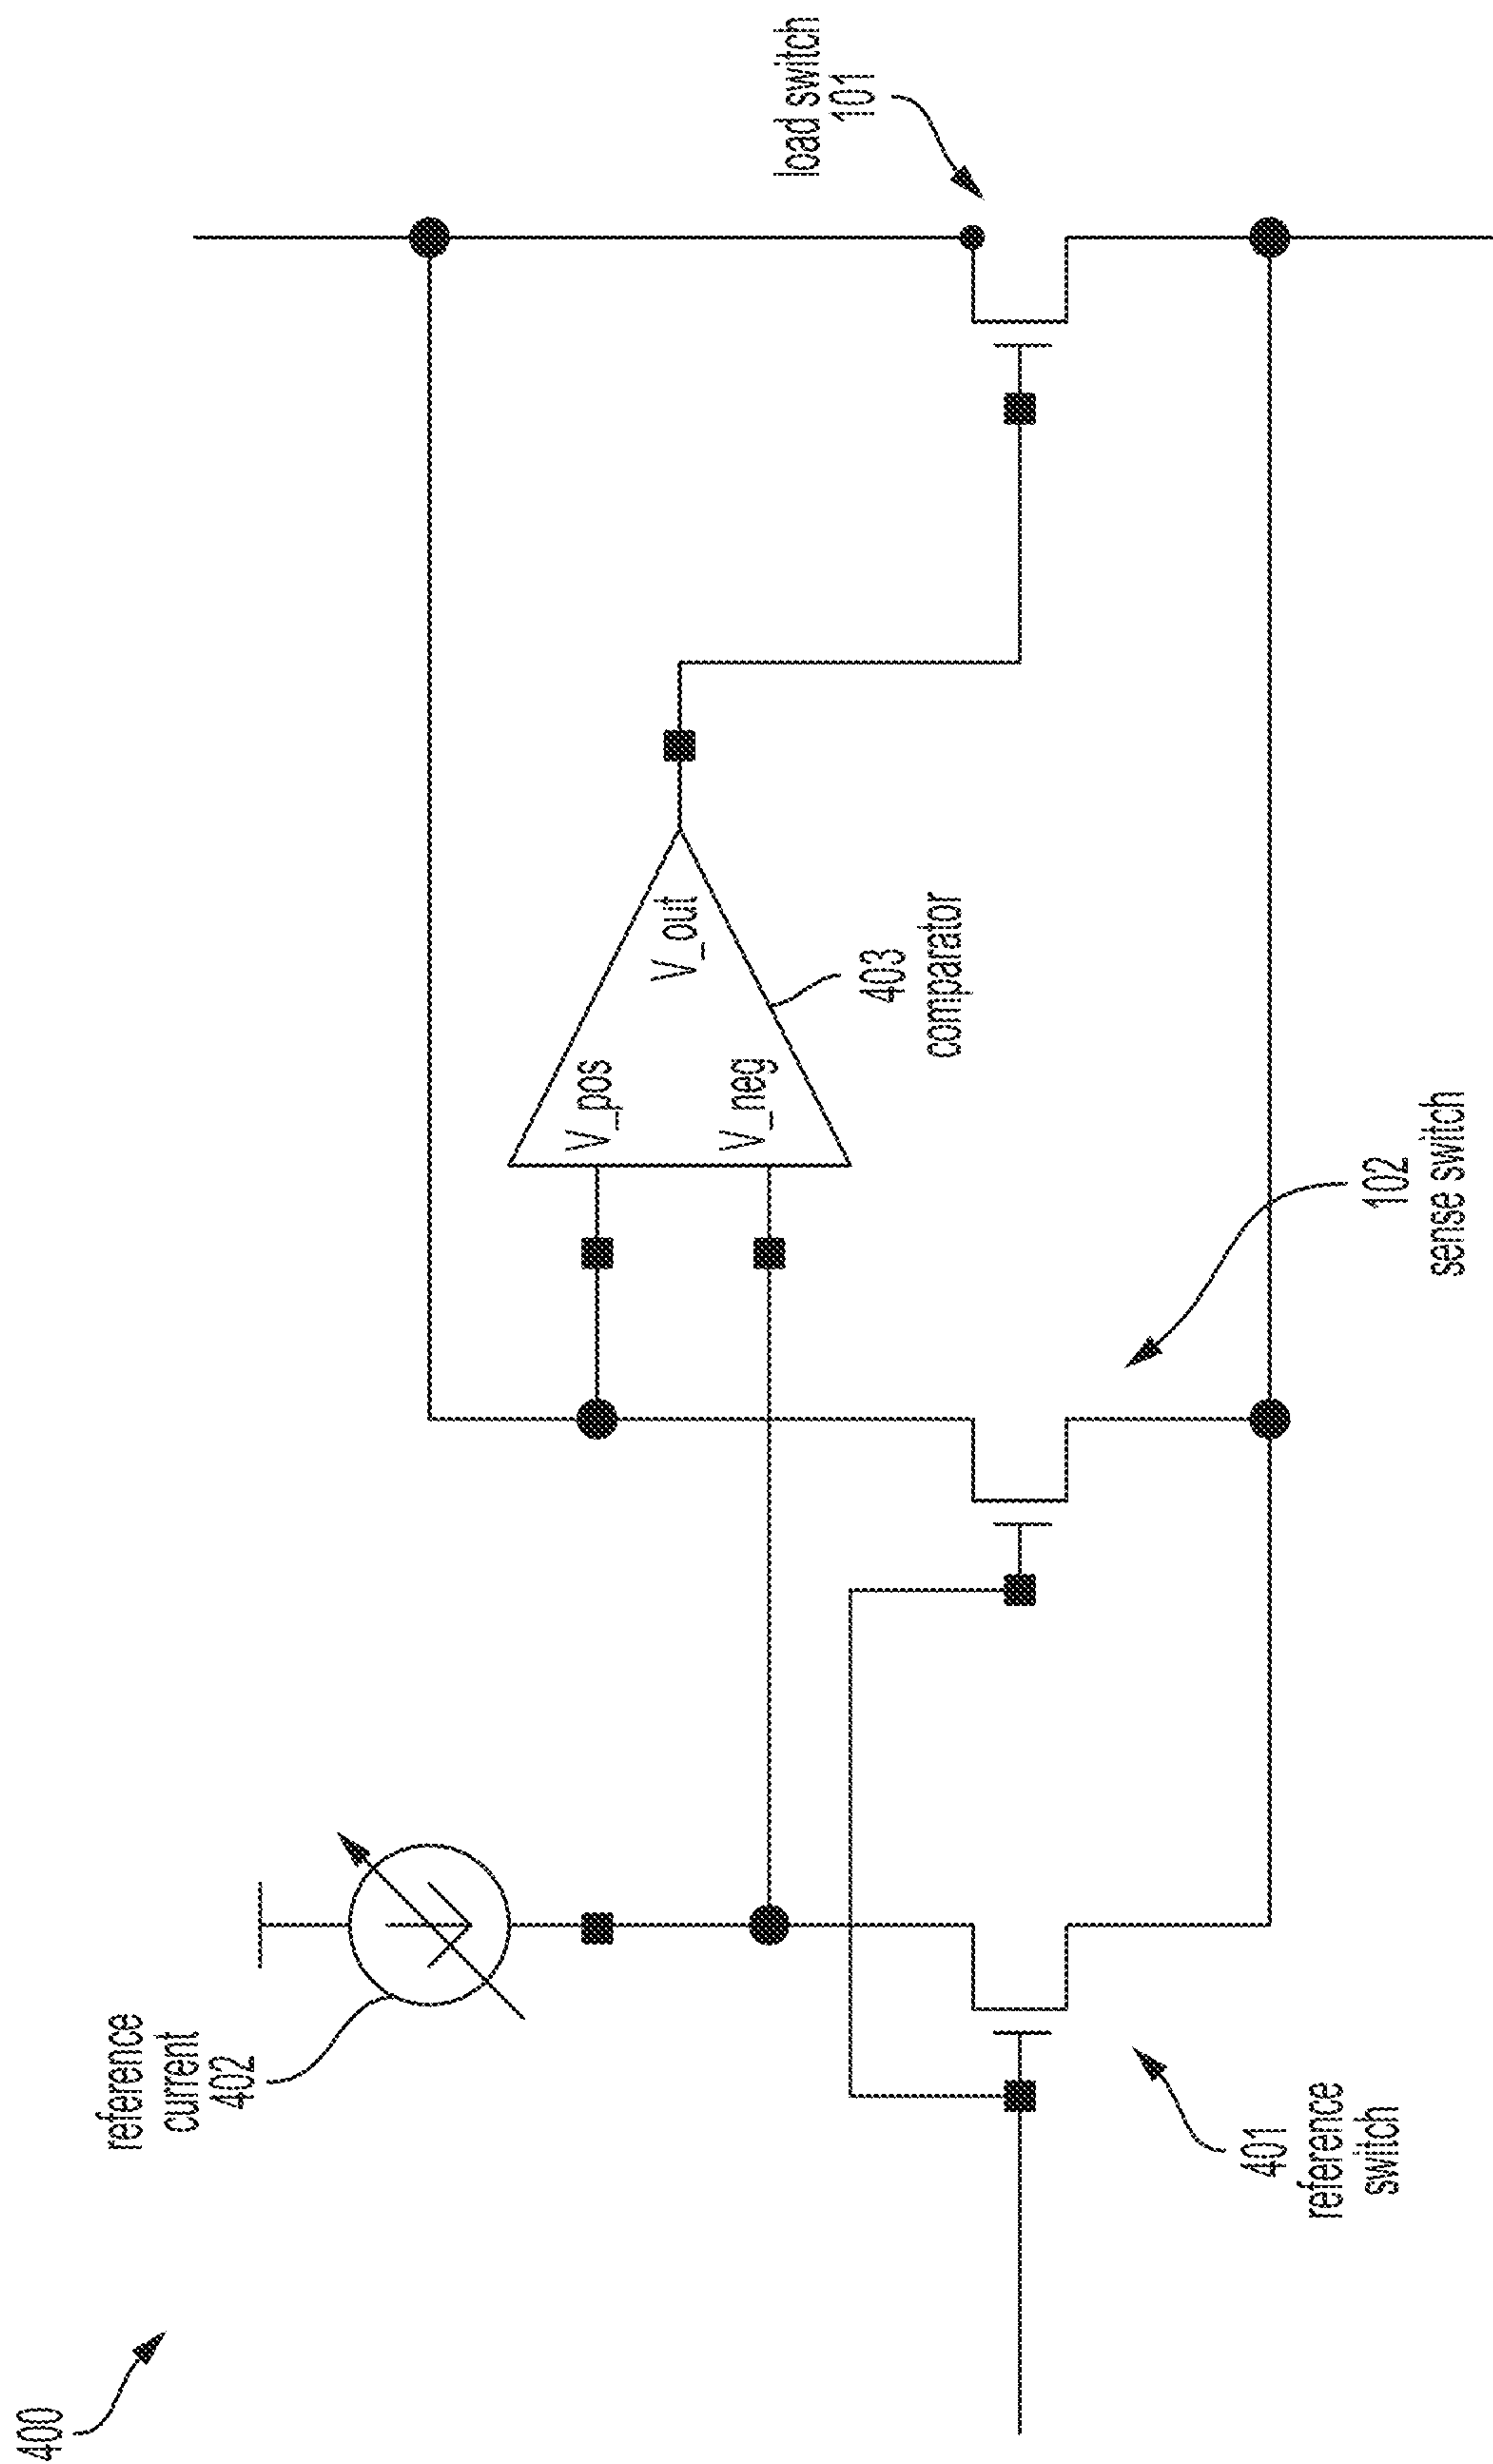 400
reference
current
402
401
reference
switch
V_pos
V_neg
V_out
403
comparator
102
sense switch
load switch
101